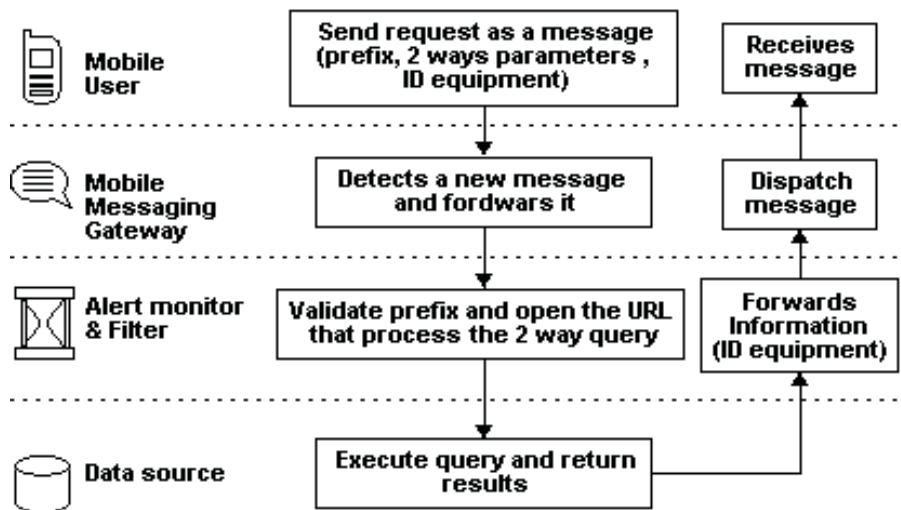 Mobile
User
Send request as a message
(prefix, 2 ways parameters ,
ID equipment)
Receives
message
Mobile
Messaging
Gateway
Detects a new message
and fordwars it
Dispatch
message
Alert monitor
& Filter
Validate prefix and open the URL
that process the 2 way query
Forwards
Information
(ID equipment)
Data source
Execute query and return
results